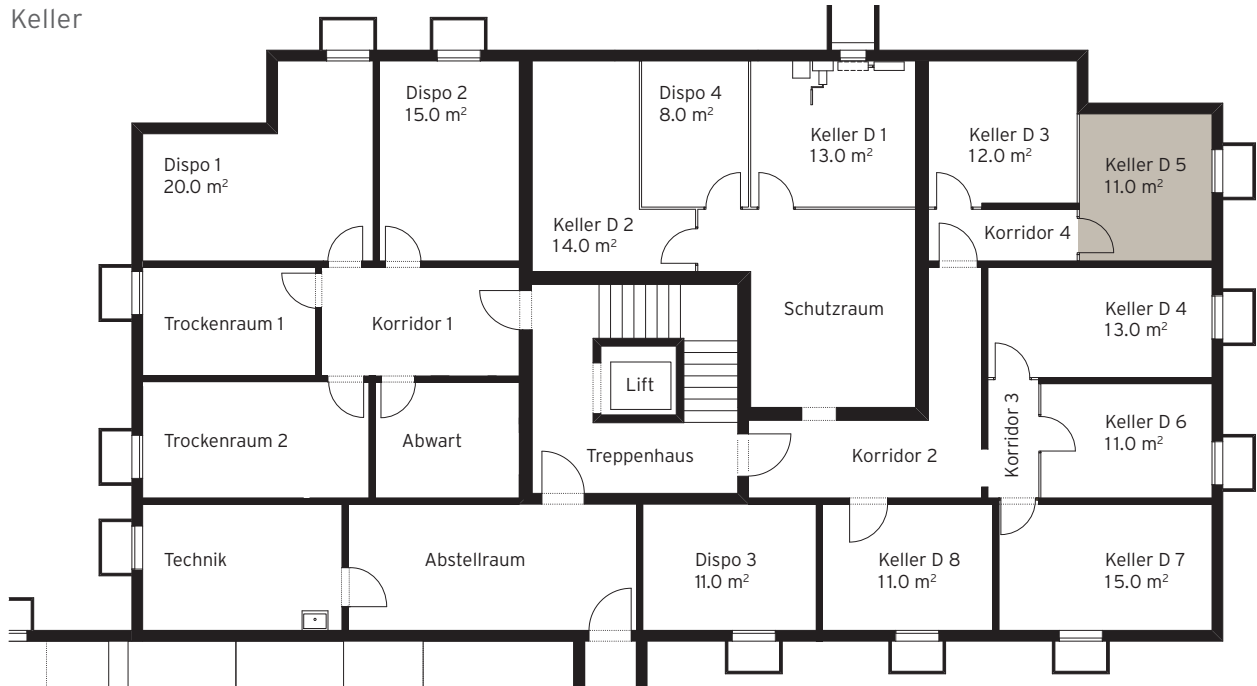 Keller
Dispo 1
20.0 m²
Dispo 2
15.0 m²
Dispo 4
8.0 m²
Keller D 1
13.0 m²
Keller D 3
12.0 m²
Keller D 5
11.0 m²
Keller D 2
14.0 m²
Korridor 4
Trockenraum 1
Korridor 1
Schutzraum
Keller D 4
13.0 m²
Lift
Trockenraum 2
Abwart
Treppenhaus
Korridor 2
Korridor 3
Keller D 6
11.0 m²
Technik
Abstellraum
Dispo 3
11.0 m²
Keller D 8
11.0 m²
Keller D 7
15.0 m²